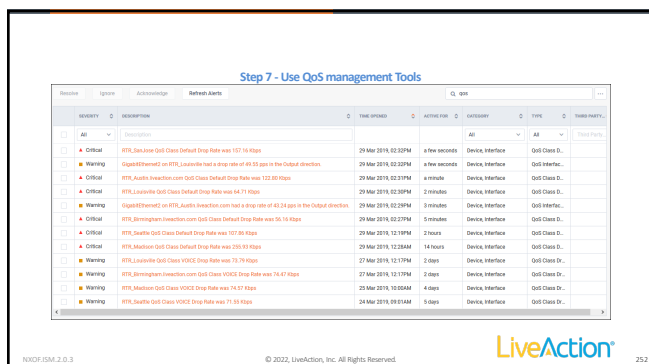 Step 7 - Use QoS management Tools
Resolve Ignore Acknowledge Refresh Alerts qos ...
SEVERITY DESCRIPTION TIME OPENED ACTIVE FOR CATEGORY TYPE THIRD PARTY...
All Description All All Third Party...
Critical RTR_SanJose QoS Class Default Drop Rate was 157.16 Kbps 29 Mar 2019, 02:32PM a few seconds Device, Interface QoS Class D...
Warning GigabitEthernet2 on RTR_Louisville had a drop rate of 49.55 pps in the Output direction. 29 Mar 2019, 02:32PM a few seconds Device, Interface QoS Interfac...
Critical RTR_Austin.liveaction.com QoS Class Default Drop Rate was 122.80 Kbps 29 Mar 2019, 02:31PM a minute Device, Interface QoS Class D...
Critical RTR_Louisville QoS Class Default Drop Rate was 64.71 Kbps 29 Mar 2019, 02:30PM 2 minutes Device, Interface QoS Class D...
Warning GigabitEthernet2 on RTR_Austin.liveaction.com had a drop rate of 43.24 pps in the Output direction. 29 Mar 2019, 02:29PM 3 minutes Device, Interface QoS Interfac...
Critical RTR_Birmingham.liveaction.com QoS Class Default Drop Rate was 56.16 Kbps 29 Mar 2019, 02:27PM 5 minutes Device, Interface QoS Class D...
Critical RTR_Seattle QoS Class Default Drop Rate was 107.86 Kbps 29 Mar 2019, 12:19PM 2 hours Device, Interface QoS Class D...
Critical RTR_Madison QoS Class Default Drop Rate was 255.93 Kbps 29 Mar 2019, 12:28AM 14 hours Device, Interface QoS Class D...
Warning RTR_Louisville QoS Class VOICE Drop Rate was 73.79 Kbps 27 Mar 2019, 12:17PM 2 days Device, Interface QoS Class Dr...
Warning RTR_Birmingham.liveaction.com QoS Class VOICE Drop Rate was 74.47 Kbps 27 Mar 2019, 12:17PM 2 days Device, Interface QoS Class Dr...
Warning RTR_Madison QoS Class VOICE Drop Rate was 74.57 Kbps 25 Mar 2019, 10:00AM 4 days Device, Interface QoS Class Dr...
Warning RTR_Seattle QoS Class VOICE Drop Rate was 71.55 Kbps 24 Mar 2019, 09:01AM 5 days Device, Interface QoS Class Dr...
NXOF.ISM.2.0.3 © 2022, LiveAction, Inc. All Rights Reserved. LiveAction® 252